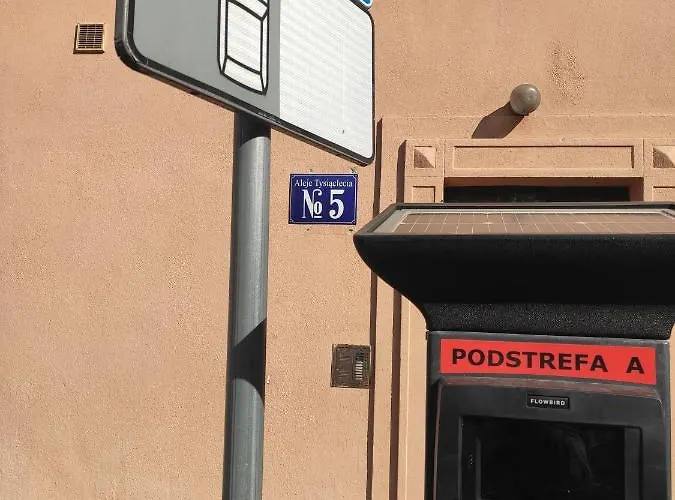 Aleje Tysiąclecia
№ 5
PODSTREFA A
FLOWBIRD